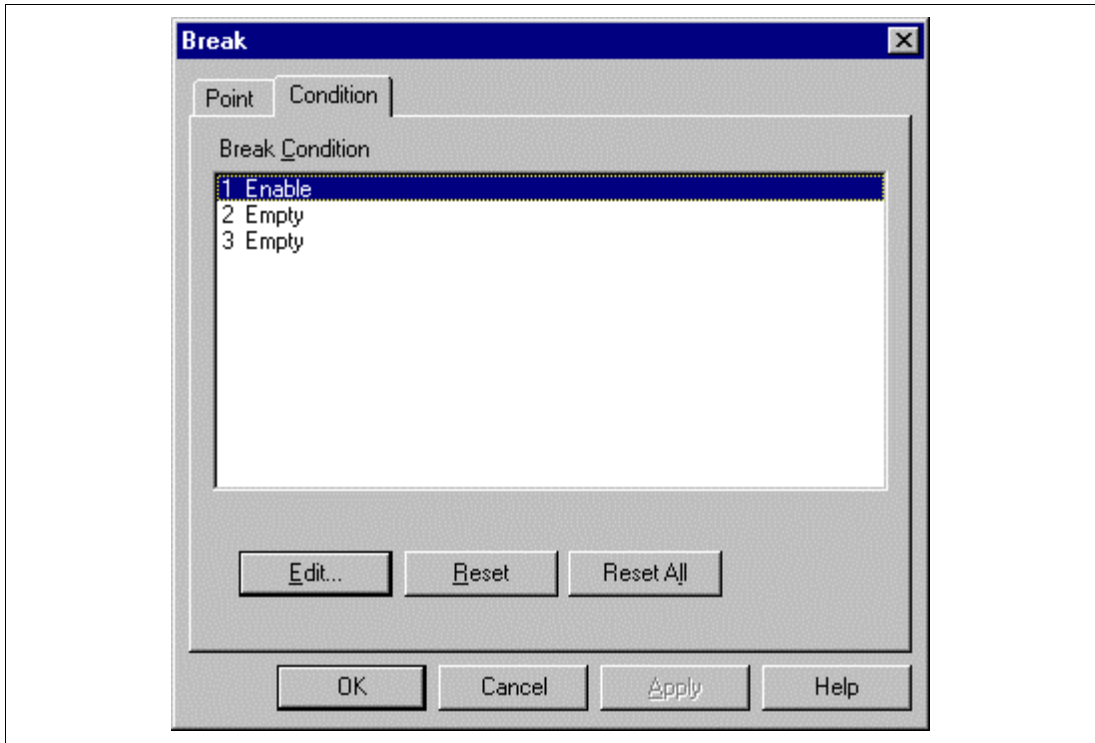 Break
Point Condition
Break Condition
1 Enable
2 Empty
3 Empty
Edit... Reset Reset All
OK Cancel Apply Help